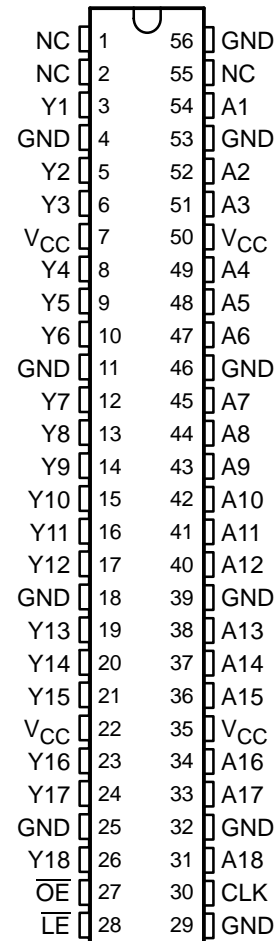 NC 1 56 GND
NC 2 55 NC
Y1 3 54 A1
GND 4 53 GND
Y2 5 52 A2
Y3 6 51 A3
VCC 7 50 VCC
Y4 8 49 A4
Y5 9 48 A5
Y6 10 47 A6
GND 11 46 GND
Y7 12 45 A7
Y8 13 44 A8
Y9 14 43 A9
Y10 15 42 A10
Y11 16 41 A11
Y12 17 40 A12
GND 18 39 GND
Y13 19 38 A13
Y14 20 37 A14
Y15 21 36 A15
VCC 22 35 VCC
Y16 23 34 A16
Y17 24 33 A17
GND 25 32 GND
Y18 26 31 A18
O̅E̅ 27 30 CLK
L̅E̅ 28 29 GND